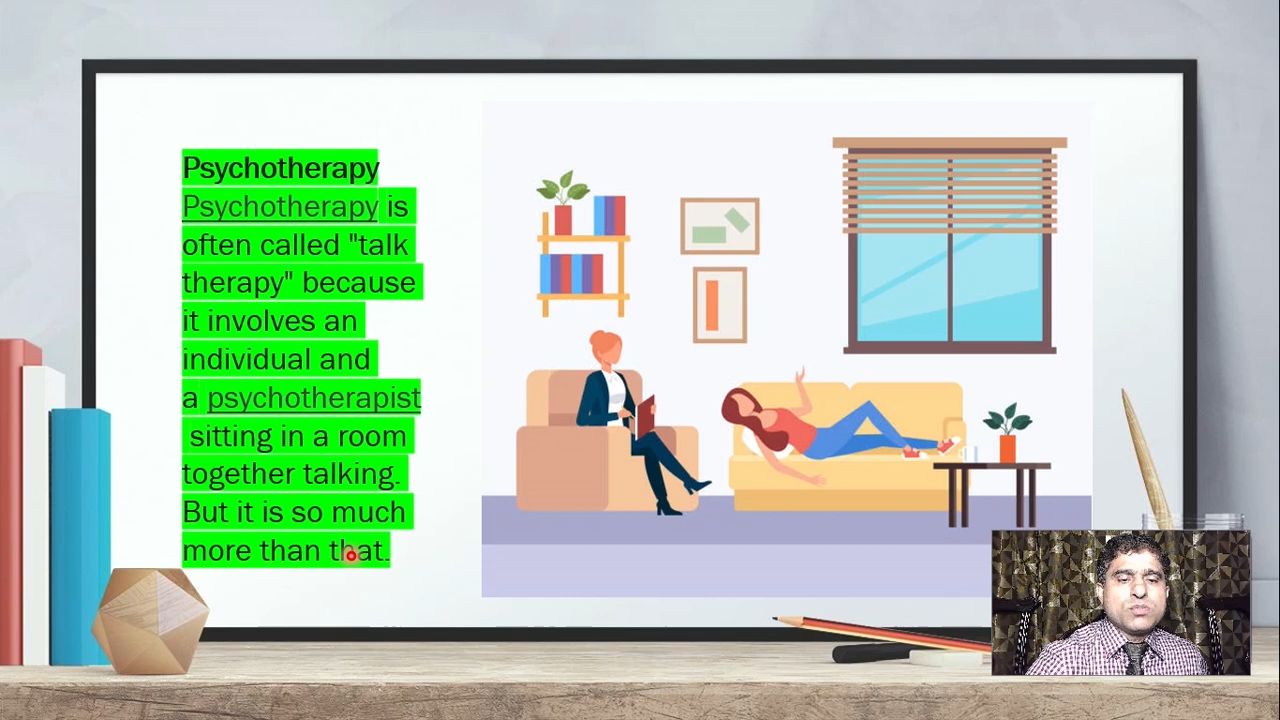 Psychotherapy
Psychotherapy is
often called "talk
therapy" because
it involves an
individual and
a psychotherapist
sitting in a room
together talking.
But it is so much
more than that.